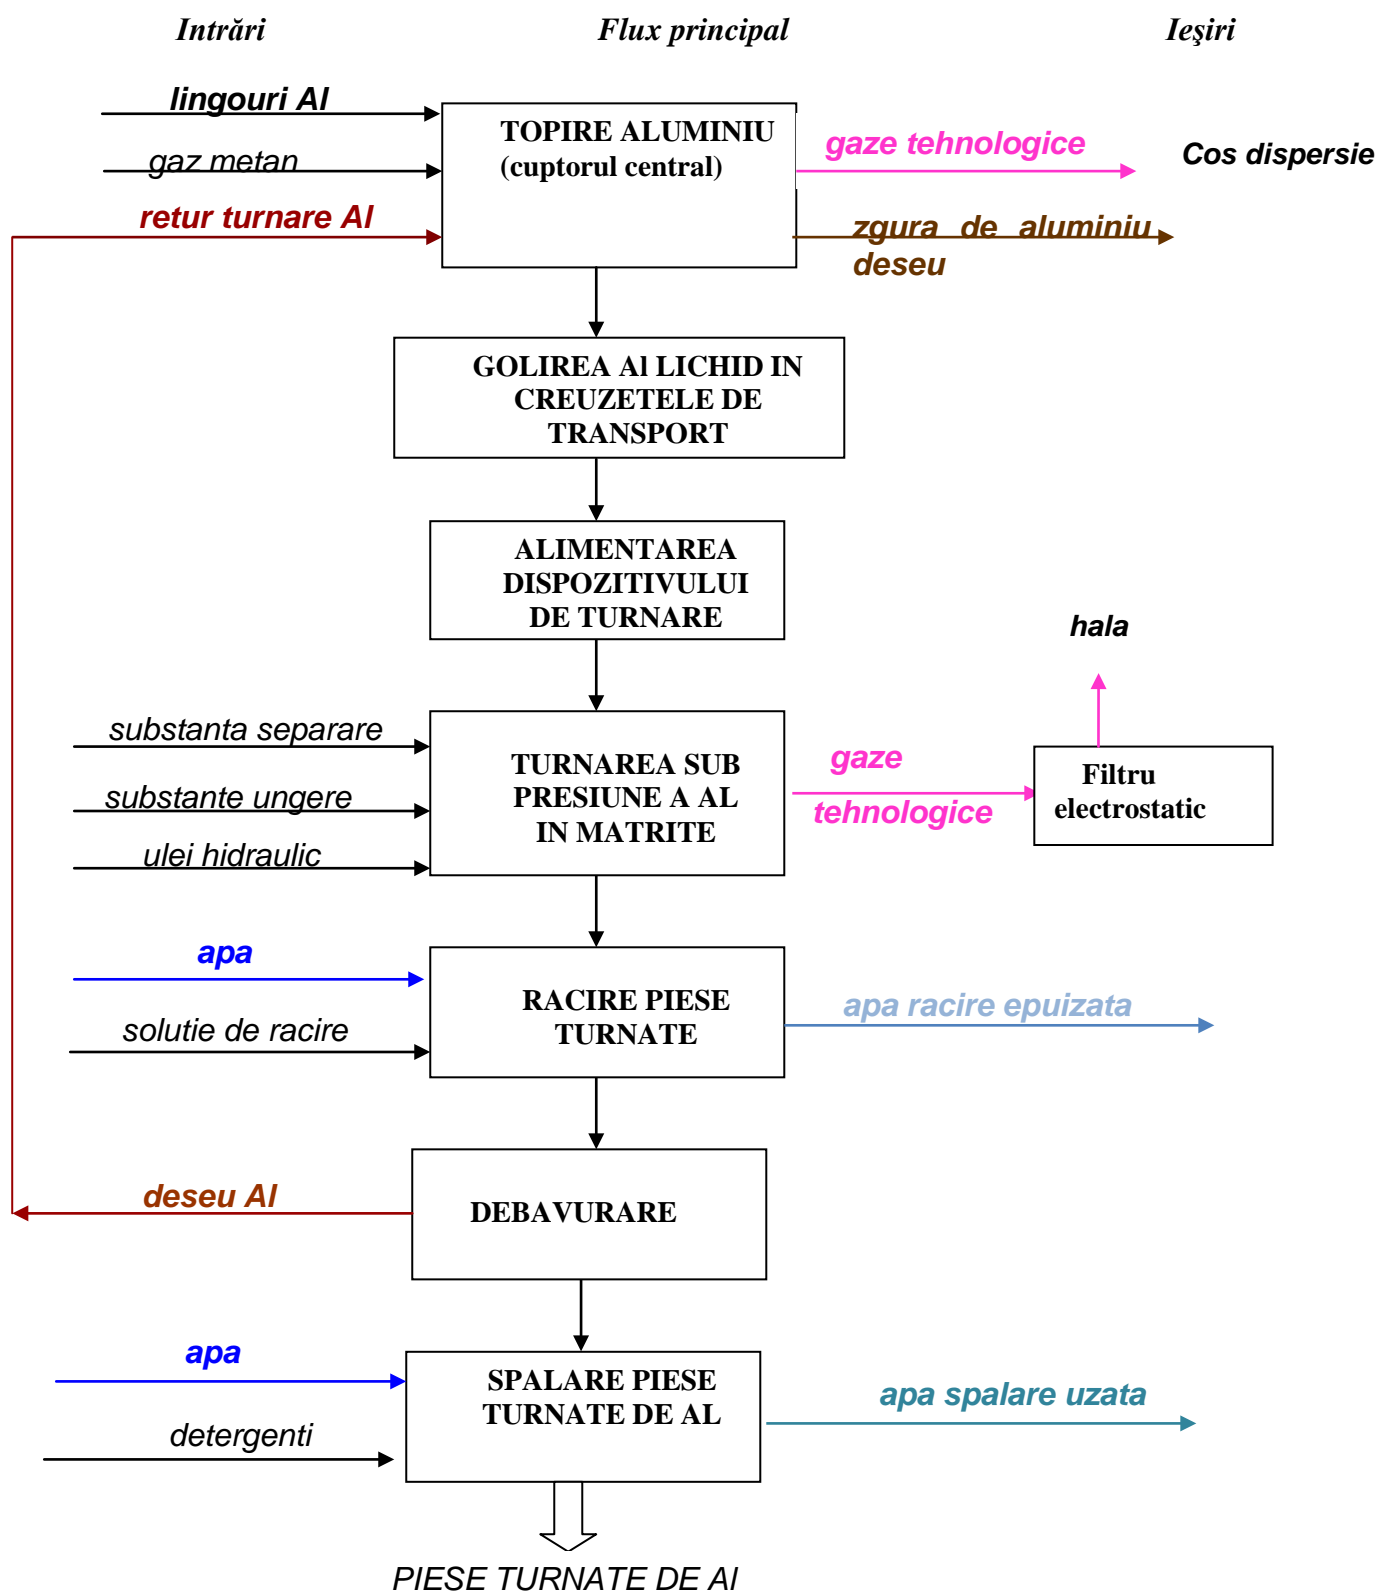 Intrări
Flux principal
Ieşiri
lingouri Al
gaz metan
retur turnare Al
TOPIRE ALUMINIU
(cuptorul central)
gaze tehnologice
Cos dispersie
zgura de aluminiu
deseu
GOLIREA Al LICHID IN
CREUZETELE DE
TRANSPORT
ALIMENTAREA
DISPOZITIVULUI
DE TURNARE
hala
substanta separare
substante ungere
ulei hidraulic
TURNAREA SUB
PRESIUNE A AL
IN MATRITE
gaze
tehnologice
Filtru
electrostatic
apa
solutie de racire
RACIRE PIESE
TURNATE
apa racire epuizata
deseu Al
DEBAVURARE
apa
detergenti
SPALARE PIESE
TURNATE DE AL
apa spalare uzata
PIESE TURNATE DE Al